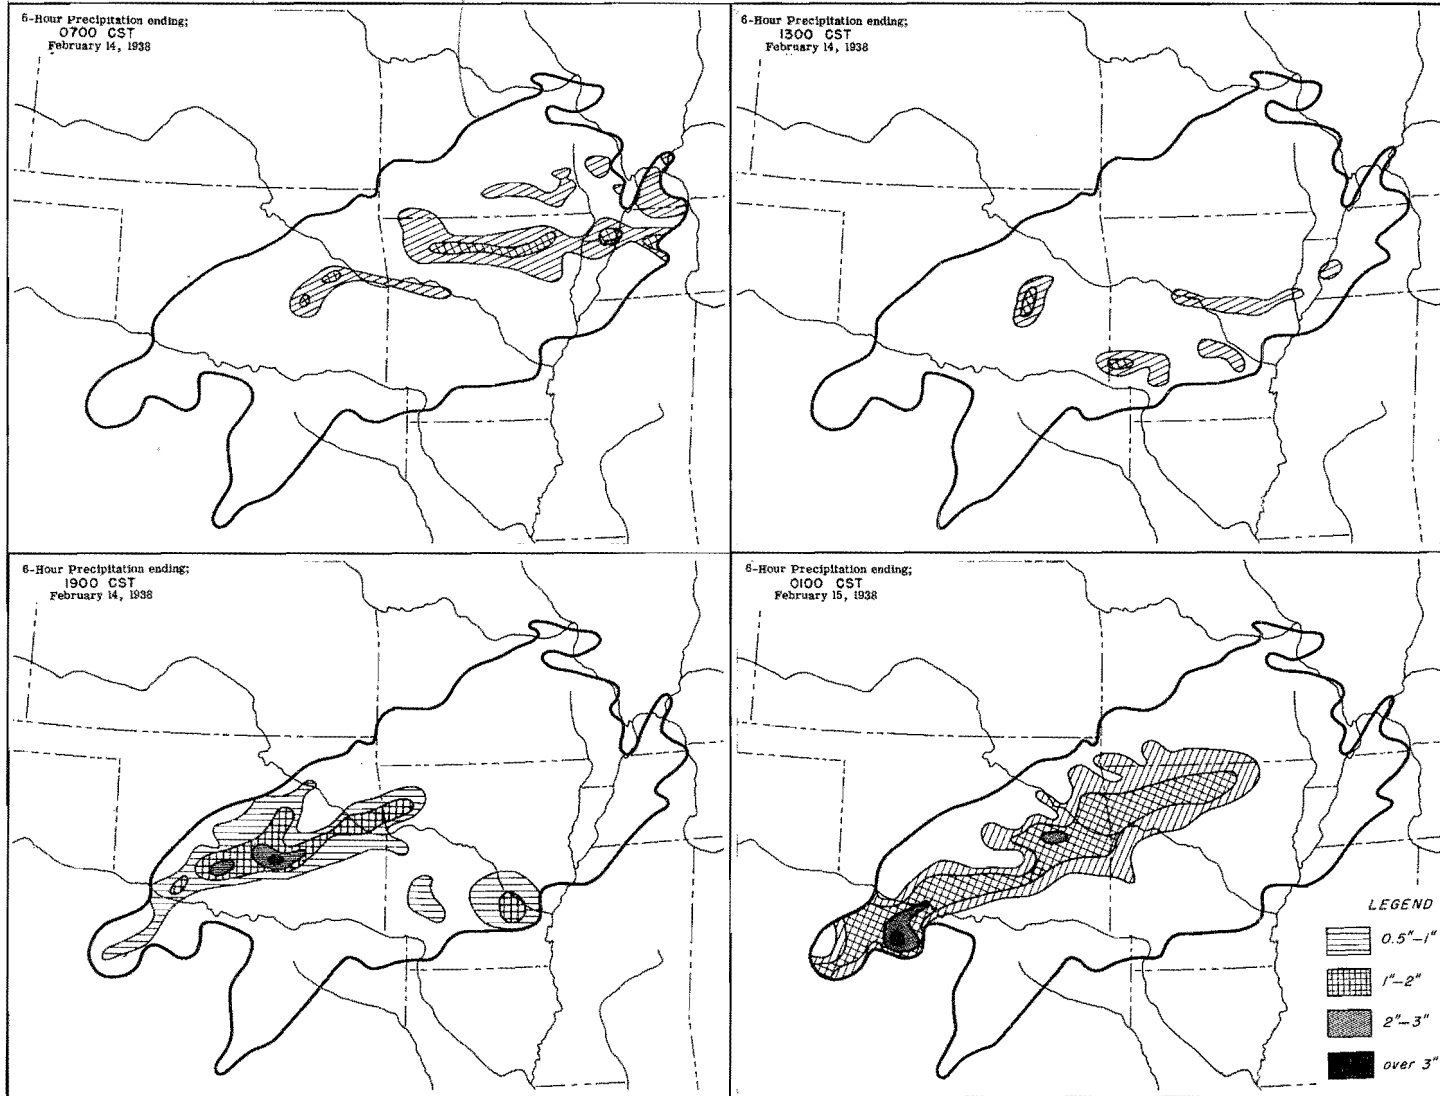 6-Hour Precipitation ending;
0700 CST
February 14, 1938
6-Hour Precipitation ending;
1300 CST
February 14, 1938
6-Hour Precipitation ending;
1900 CST
February 14, 1938
6-Hour Precipitation ending;
0100 CST
February 15, 1938
LEGEND
0.5"-1"
1"-2"
2"-3"
over 3"